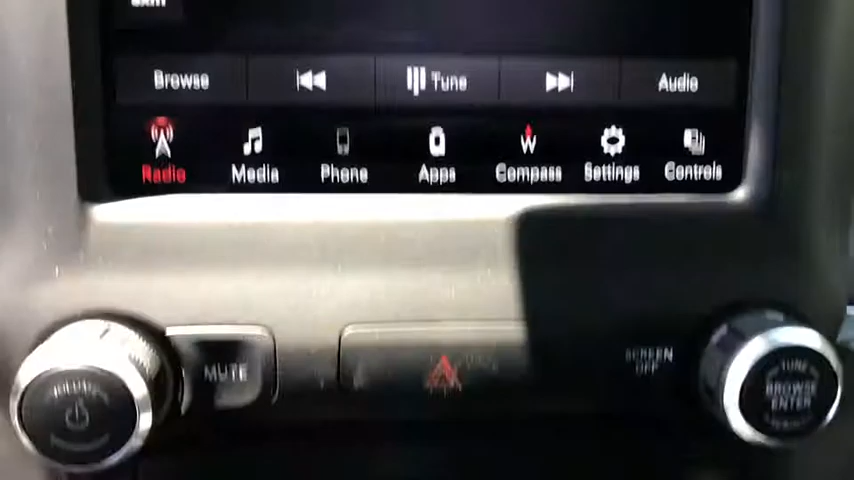 Browse Tune Audio
Radio Media Phone Apps Compass Settings Controls
MUTE
SCREEN
OFF
TUNE
BROWSE
ENTER